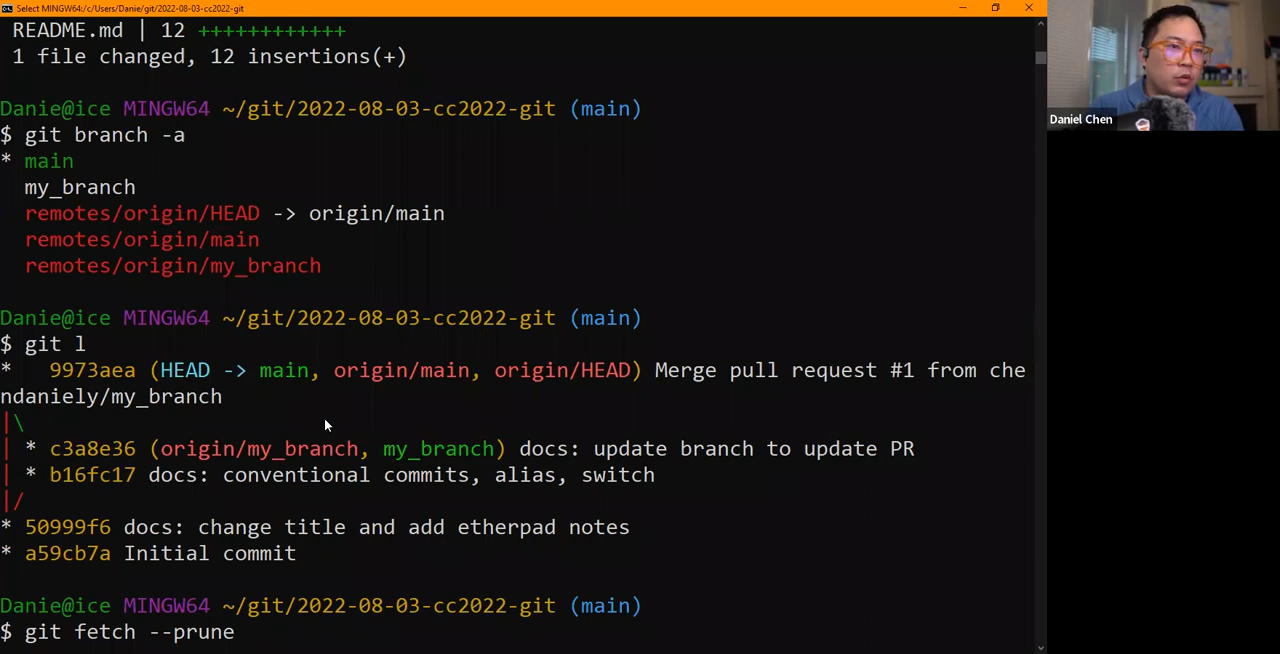 Select MINGW64:/c/Users/Danie/git/2022-08-03-cc2022-git
README.md | 12 ++++++++++++
1 file changed, 12 insertions(+)
Danie@ice MINGW64 ~/git/2022-08-03-cc2022-git (main)
$ git branch -a
* main
my_branch
remotes/origin/HEAD -> origin/main
remotes/origin/main
remotes/origin/my_branch
Danie@ice MINGW64 ~/git/2022-08-03-cc2022-git (main)
$ git l
*   9973aea (HEAD -> main, origin/main, origin/HEAD) Merge pull request #1 from che
ndaniely/my_branch
|\
| * c3a8e36 (origin/my_branch, my_branch) docs: update branch to update PR
| * b16fc17 docs: conventional commits, alias, switch
|/
* 50999f6 docs: change title and add etherpad notes
* a59cb7a Initial commit
Danie@ice MINGW64 ~/git/2022-08-03-cc2022-git (main)
$ git fetch --prune
Daniel Chen